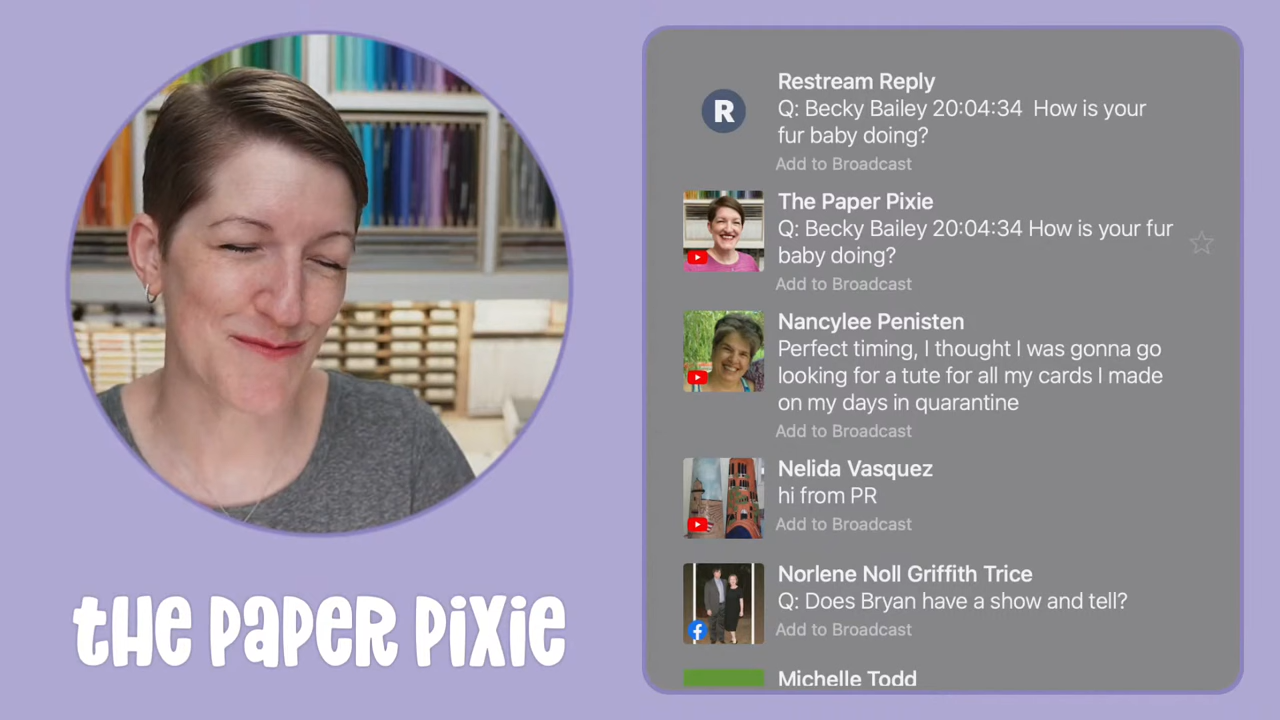 the paper pixie
Restream Reply
R
Q: Becky Bailey 20:04:34 How is your
fur baby doing?
Add to Broadcast
The Paper Pixie
Q: Becky Bailey 20:04:34 How is your fur
baby doing?
Add to Broadcast
Nancylee Penisten
Perfect timing, I thought I was gonna go
looking for a tute for all my cards I made
on my days in quarantine
Add to Broadcast
Nelida Vasquez
hi from PR
Add to Broadcast
Norlene Noll Griffith Trice
Q: Does Bryan have a show and tell?
Add to Broadcast
Michelle Todd